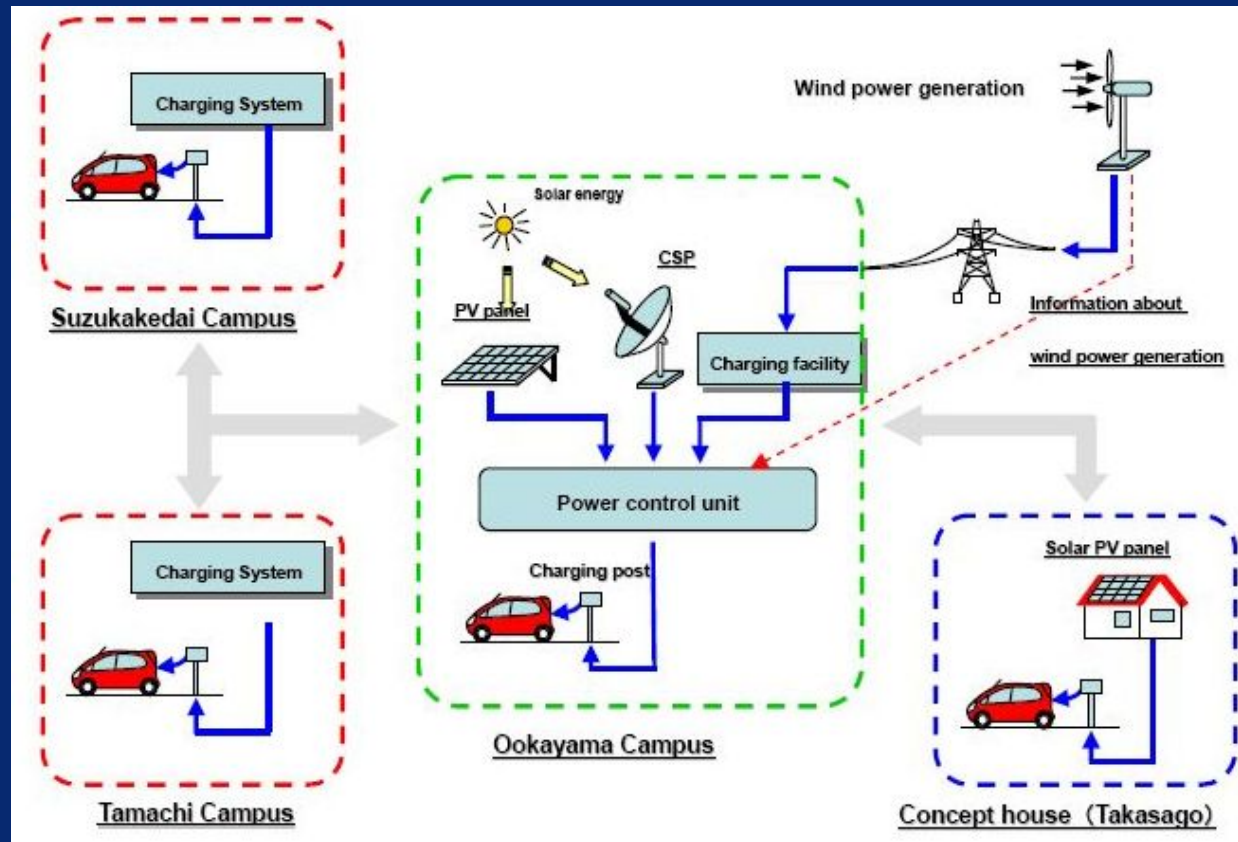 Charging System
Suzukakedai Campus
Charging System
Tamachi Campus
Solar energy
CSP
PV panel
Charging facility
Power control unit
Charging post
Ookayama Campus
Wind power generation
Information about
wind power generation
Solar PV panel
Concept house（Takasago）